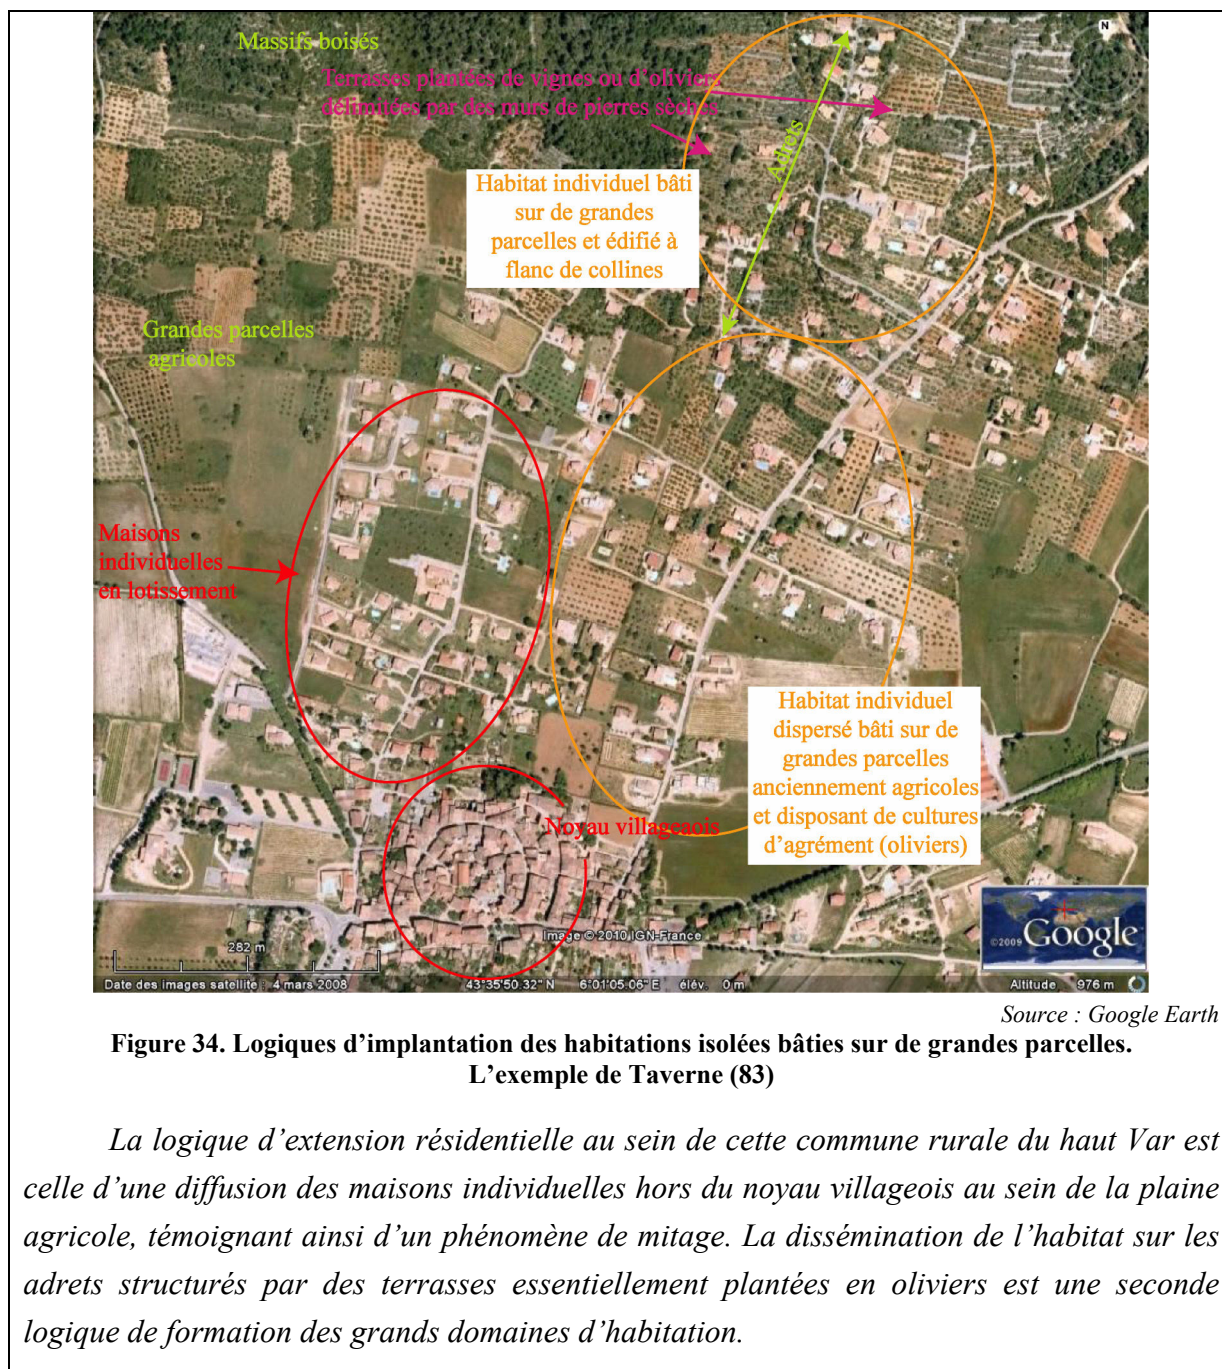 Massifs boisés
N
Terrasses plantées de vignes ou d'oliviers
délimitées par des murs de pierres sèches
Adrets
Habitat individuel bâti
sur de grandes
parcelles et édifié à
flanc de collines
Grandes parcelles
agricoles
Maisons
individuelles
en lotissement
Habitat individuel
dispersé bâti sur de
grandes parcelles
anciennement agricoles
et disposant de cultures
d'agrément (oliviers)
Noyau villageaois
282 m
Image © 2010 IGN-France
©2009 Google
Date des images satellite : 4 mars 2008 43°35'50.32" N 6°01'05.06" E élév. 0 m Altitude 976 m
Source : Google Earth
Figure 34. Logiques d'implantation des habitations isolées bâties sur de grandes parcelles.
L'exemple de Taverne (83)
La logique d'extension résidentielle au sein de cette commune rurale du haut Var est
celle d'une diffusion des maisons individuelles hors du noyau villageois au sein de la plaine
agricole, témoignant ainsi d'un phénomène de mitage. La dissémination de l'habitat sur les
adrets structurés par des terrasses essentiellement plantées en oliviers est une seconde
logique de formation des grands domaines d'habitation.